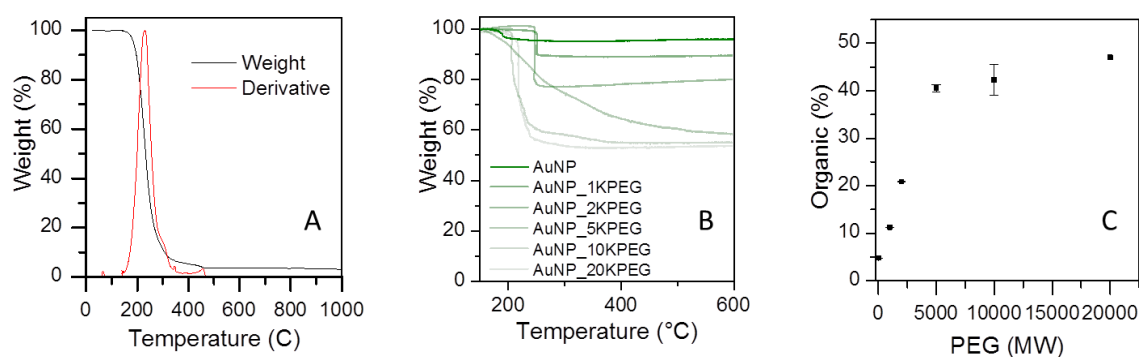 100
80
60
40
20
0
Weight (%)
Weight
Derivative
A
0 200 400 600 800 1000
Temperature (C)
100
80
60
40
20
0
Weight (%)
AuNP
AuNP_1KPEG
AuNP_2KPEG
AuNP_5KPEG
AuNP_10KPEG
AuNP_20KPEG
B
200 400 600
Temperature (°C)
50
40
30
20
10
0
Organic (%)
C
0 5000 10000 15000 20000
PEG (MW)